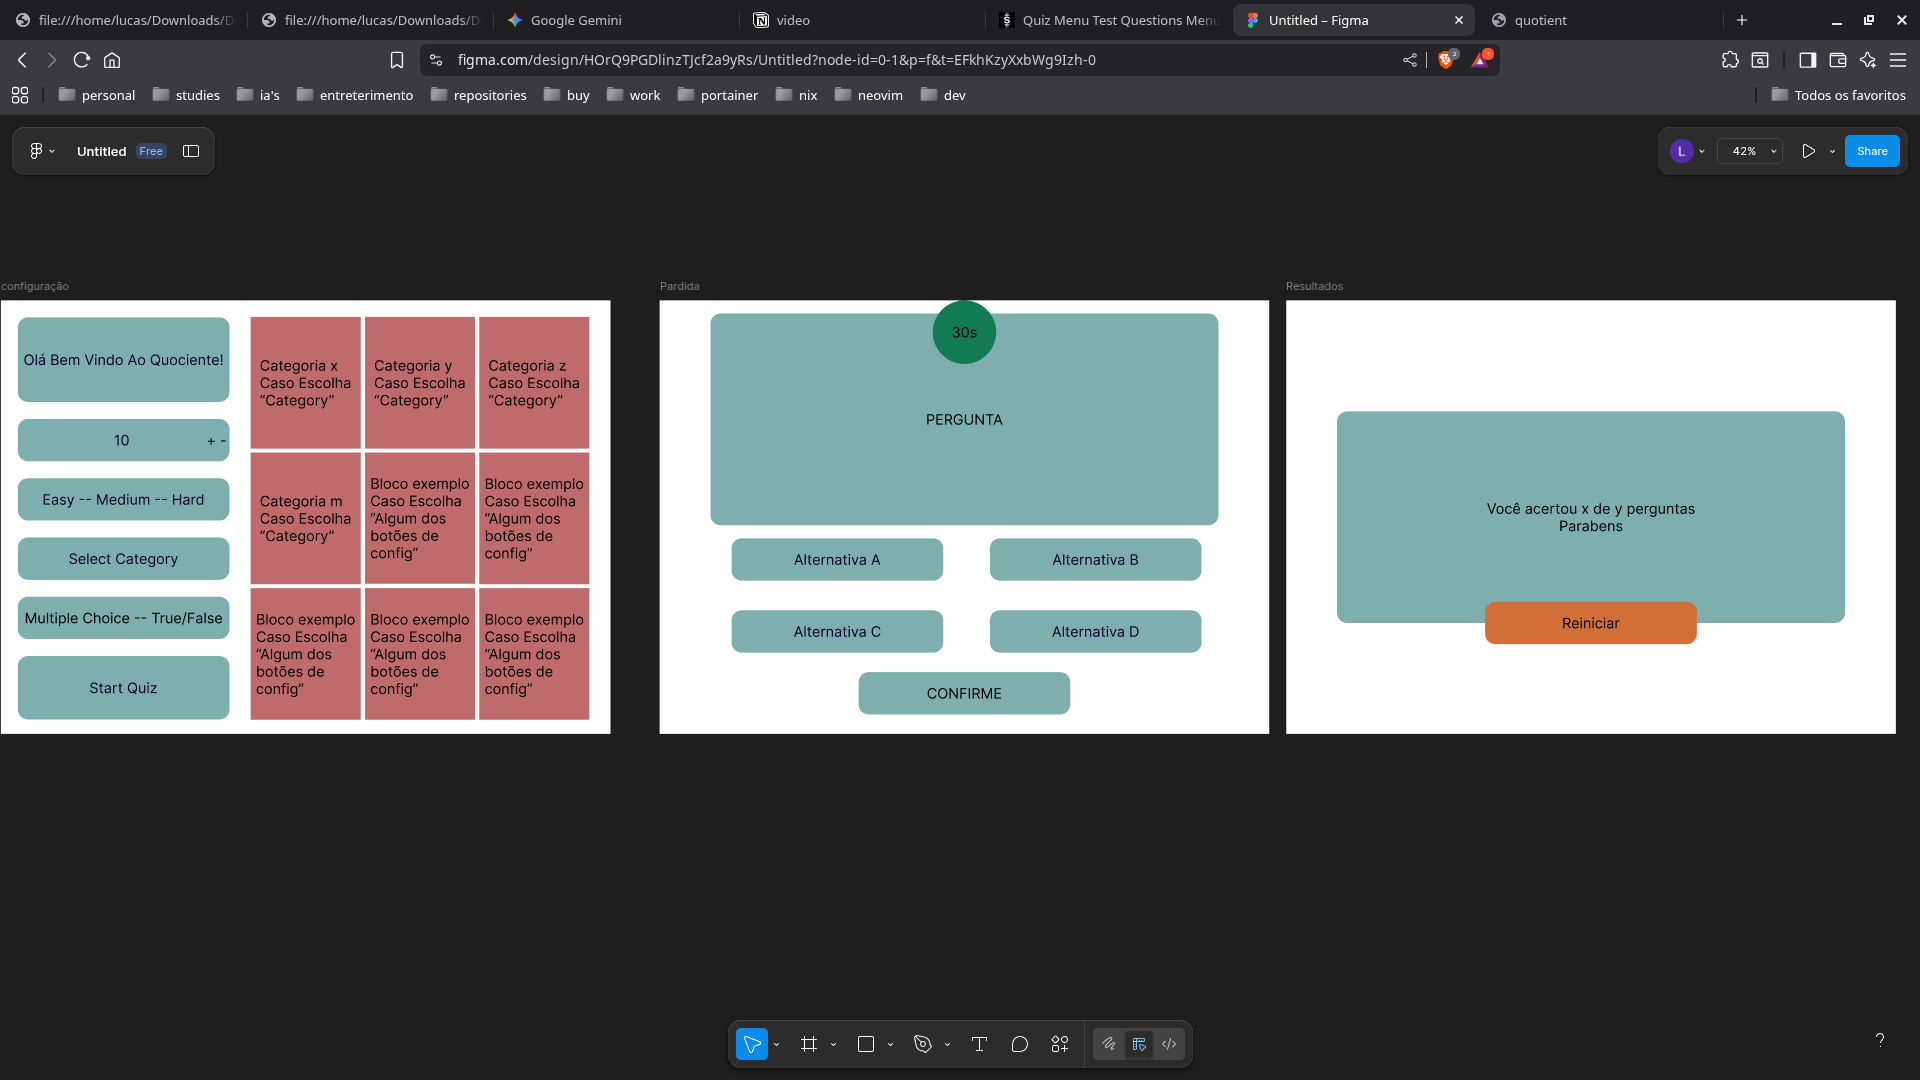 file:///home/lucas/Downloads/D
file:///home/lucas/Downloads/D
Google Gemini
video
Quiz Menu Test Questions Menu
Untitled – Figma
quotient
figma.com/design/HOrQ9PGDlinzTJcf2a9yRs/Untitled?node-id=0-1&p=f&t=EFkhKzyXxbWg9Izh-0
2
1
personal
studies
ia's
entreterimento
repositories
buy
work
portainer
nix
neovim
dev
Todos os favoritos
Untitled
Free
L
42%
Share
configuração
Olá Bem Vindo Ao Quociente!
10
+ -
Easy -- Medium -- Hard
Select Category
Multiple Choice -- True/False
Start Quiz
Categoria x
Caso Escolha
“Category”
Categoria y
Caso Escolha
“Category”
Categoria z
Caso Escolha
“Category”
Categoria m
Caso Escolha
“Category”
Bloco exemplo
Caso Escolha
“Algum dos
botões de
config”
Bloco exemplo
Caso Escolha
“Algum dos
botões de
config”
Bloco exemplo
Caso Escolha
“Algum dos
botões de
config”
Bloco exemplo
Caso Escolha
“Algum dos
botões de
config”
Bloco exemplo
Caso Escolha
“Algum dos
botões de
config”
Pardida
30s
PERGUNTA
Alternativa A
Alternativa B
Alternativa C
Alternativa D
CONFIRME
Resultados
Você acertou x de y perguntas
Parabens
Reiniciar
?